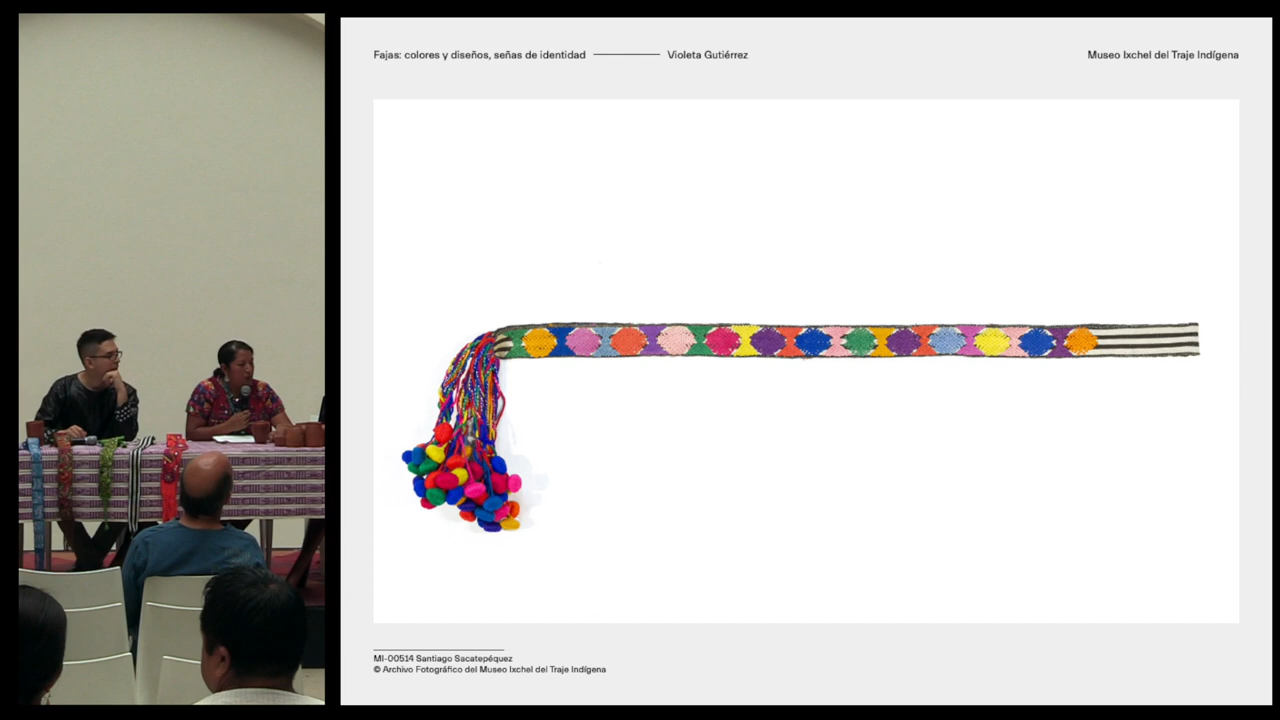 Fajas: colores y diseños, señas de identidad ——— Violeta Gutiérrez
Museo Ixchel del Traje Indígena
MI-00514 Santiago Sacatepéquez
© Archivo Fotográfico del Museo Ixchel del Traje Indígena